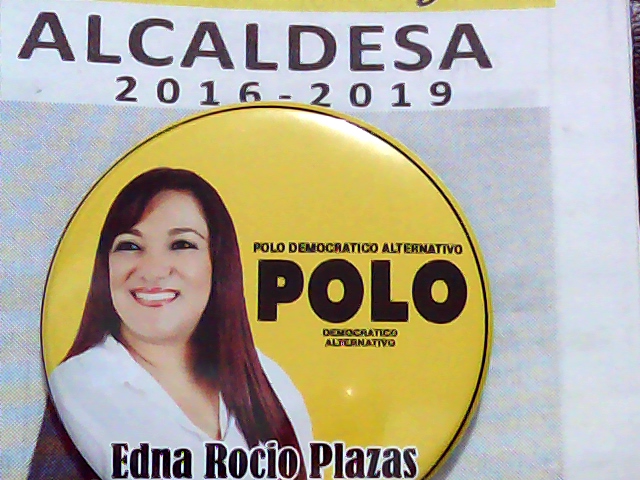 ALCALDESA
2016-2019
POLO DEMOCRATICO ALTERNATIVO
POLO
DEMOCRATICO
ALTERNATIVO
Edna Rocio Plazas